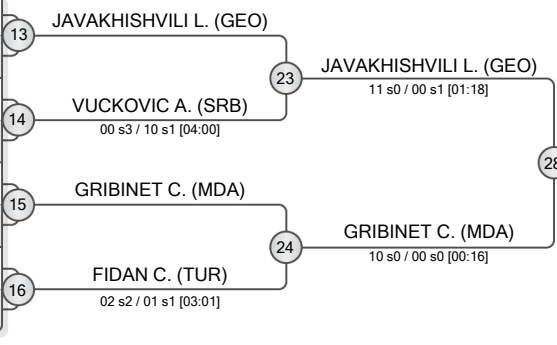 13
JAVAKHISHVILI L. (GEO)
23
JAVAKHISHVILI L. (GEO)
11 s0 / 00 s1 [01:18]
14
VUCKOVIC A. (SRB)
00 s3 / 10 s1 [04:00]
28
15
GRIBINET C. (MDA)
24
GRIBINET C. (MDA)
10 s0 / 00 s0 [00:16]
16
FIDAN C. (TUR)
02 s2 / 01 s1 [03:01]